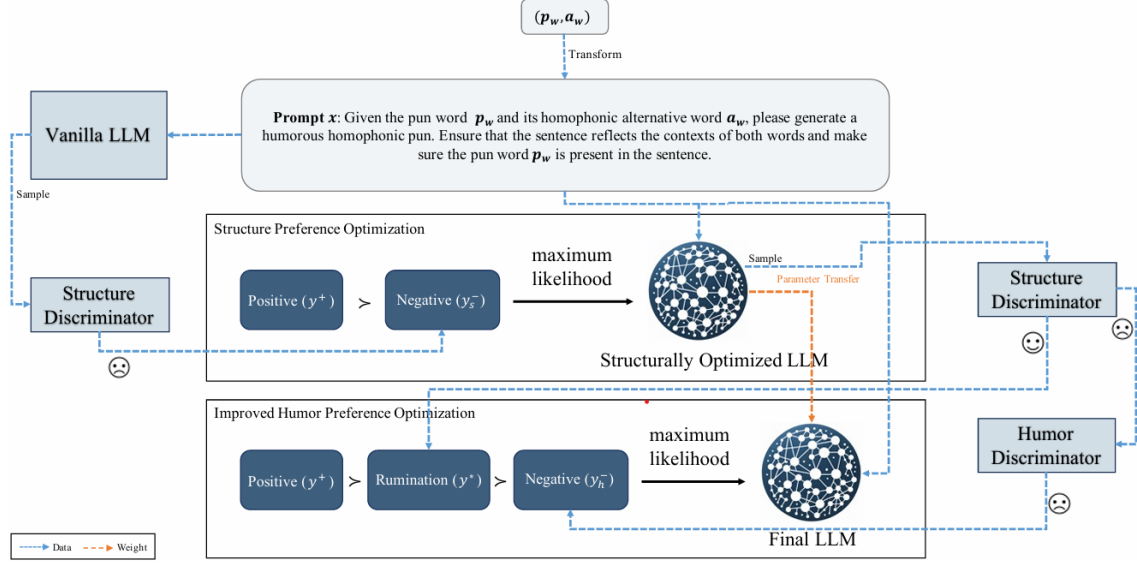 (p_w, a_w)
Transform
Prompt x: Given the pun word p_w and its homophonic alternative word a_w, please generate a
humorous homophonic pun. Ensure that the sentence reflects the contexts of both words and make
sure the pun word p_w is present in the sentence.
Vanilla LLM
Sample
Structure
Discriminator
Structure Preference Optimization
Positive (y⁺)
≻
Negative (y_s⁻)
maximum
likelihood
Sample
Parameter Transfer
Structurally Optimized LLM
Structure
Discriminator
Improved Humor Preference Optimization
Positive (y⁺)
≻
Rumination (y*)
≻
Negative (y_h⁻)
maximum
likelihood
Final LLM
Humor
Discriminator
Data
Weight